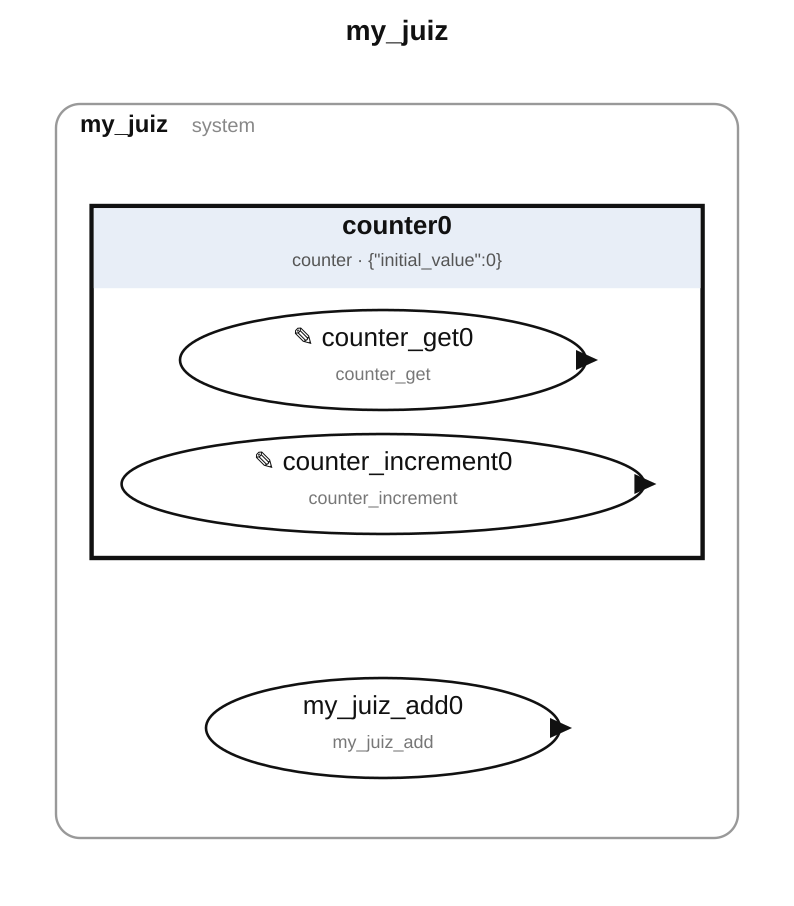 my_juiz
my_juiz system
counter0
counter · {"initial_value":0}
✎ counter_get0
counter_get
✎ counter_increment0
counter_increment
my_juiz_add0
my_juiz_add